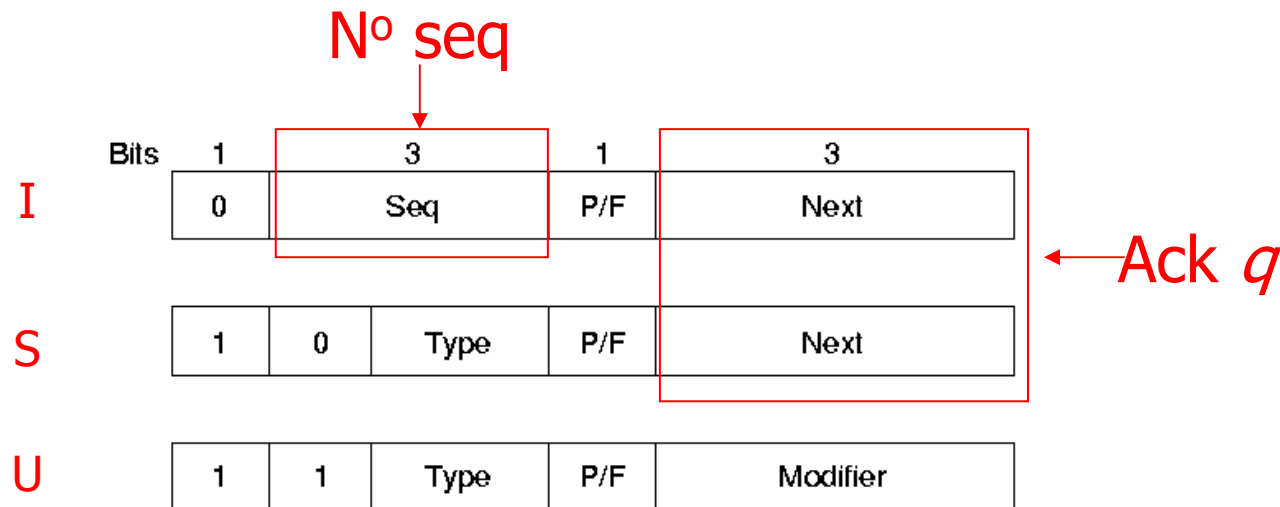 Nº seq
Bits 1 3 1 3
I 0 Seq P/F Next
Ack q
S 1 0 Type P/F Next
U 1 1 Type P/F Modifier